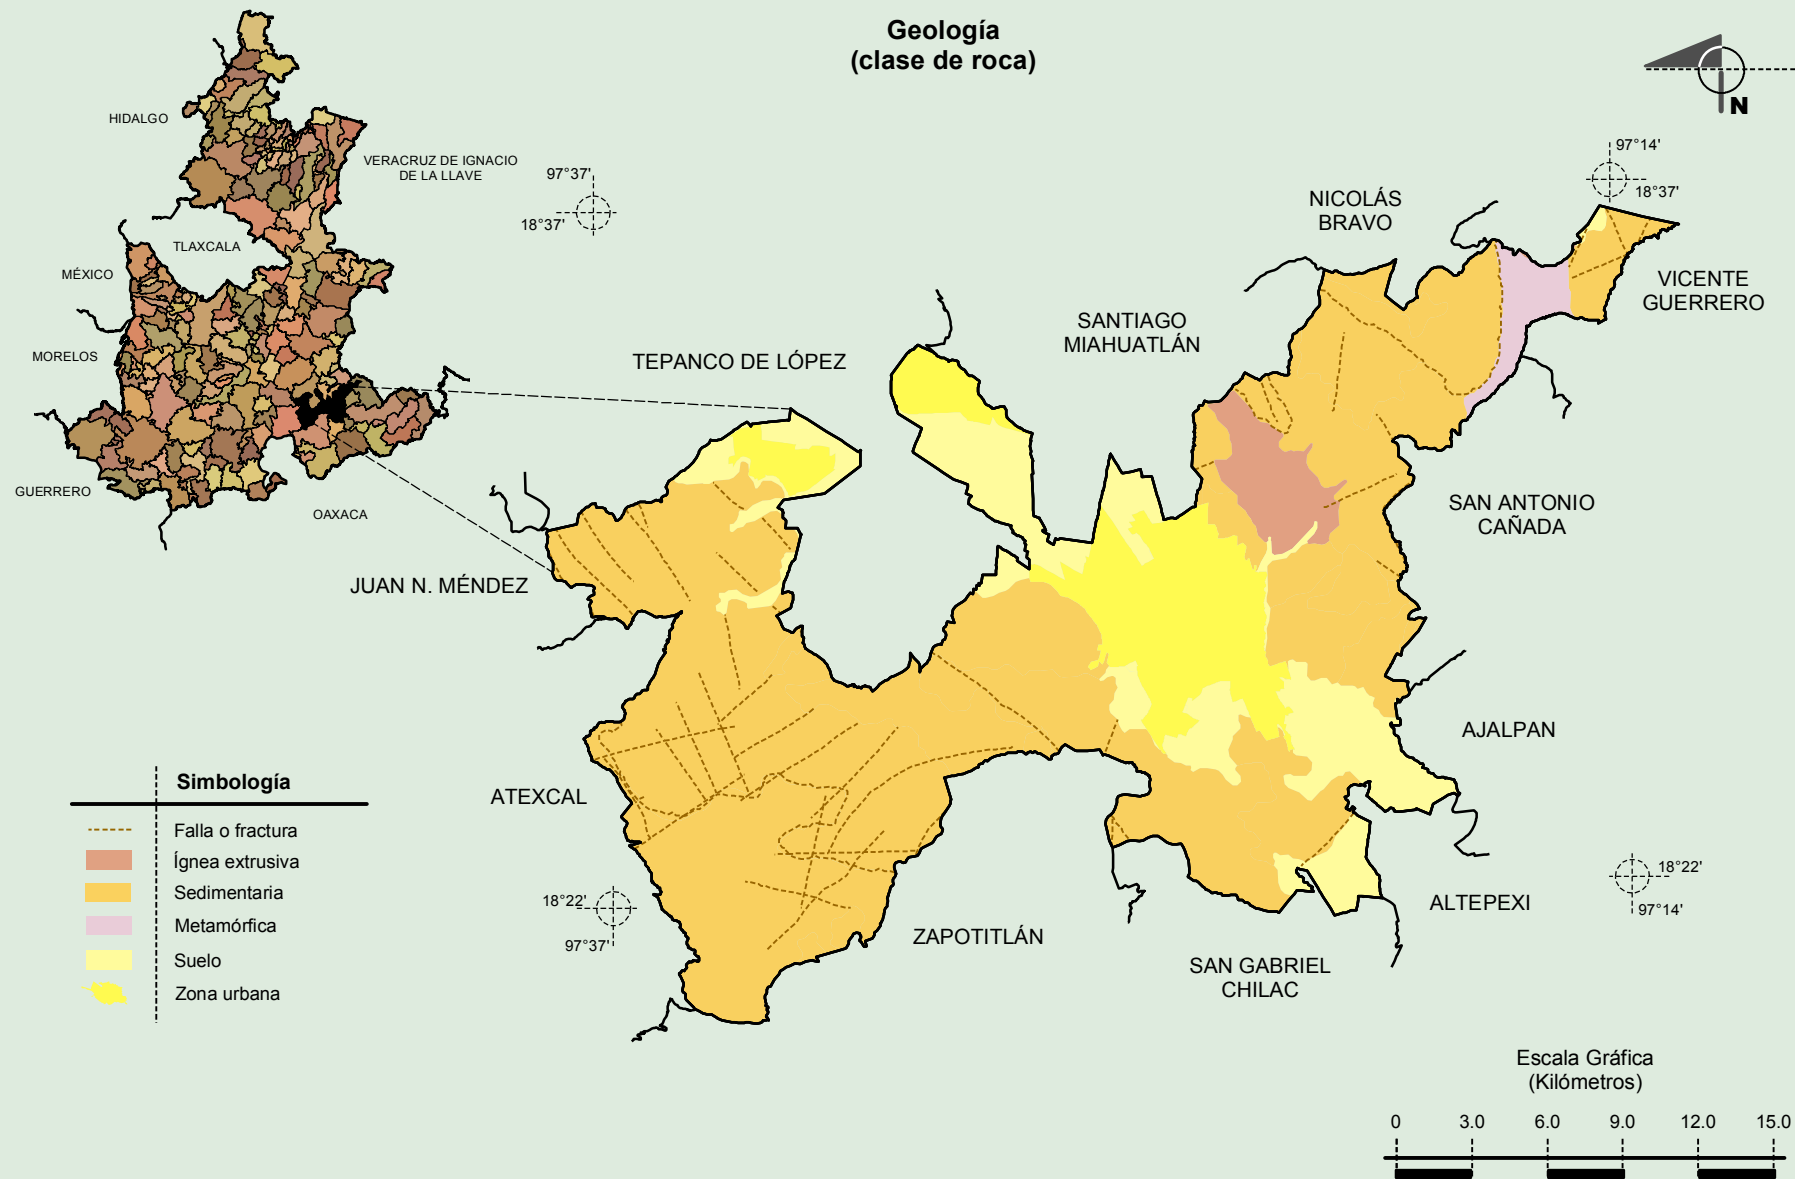 Geología
(clase de roca)
N
HIDALGO
VERACRUZ DE IGNACIO
DE LA LLAVE
TLAXCALA
MÉXICO
MORELOS
GUERRERO
OAXACA
97°37'
18°37'
97°14'
18°37'
NICOLÁS
BRAVO
VICENTE
GUERRERO
SANTIAGO
MIAHUATLÁN
TEPANCO DE LÓPEZ
SAN ANTONIO
CAÑADA
JUAN N. MÉNDEZ
AJALPAN
ATEXCAL
ALTEPEXI
ZAPOTITLÁN
SAN GABRIEL
CHILAC
18°22'
97°37'
18°22'
97°14'
Simbología
Falla o fractura
Ígnea extrusiva
Sedimentaria
Metamórfica
Suelo
Zona urbana
Escala Gráfica
(Kilómetros)
0 3.0 6.0 9.0 12.0 15.0